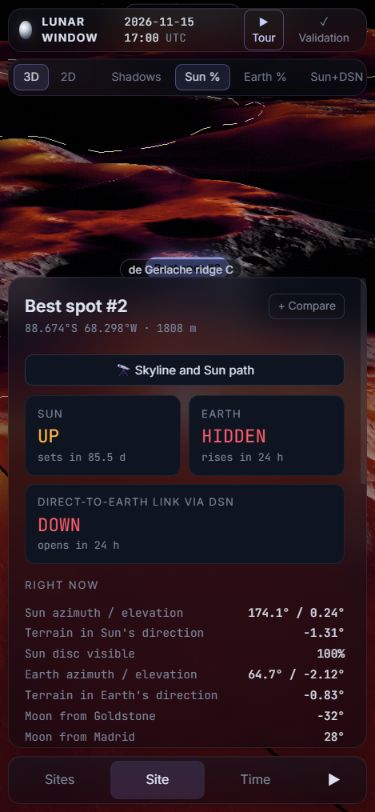 LUNAR WINDOW
2026-11-15 17:00 UTC
▶ Tour
✓ Validation
3D 2D Shadows Sun % Earth % Sun+DSN
de Gerlache ridge C
Best spot #2
+ Compare
88.674°S 68.298°W · 1808 m
🔭 Skyline and Sun path
SUN
UP
sets in 85.5 d
EARTH
HIDDEN
rises in 24 h
DIRECT-TO-EARTH LINK VIA DSN
DOWN
opens in 24 h
RIGHT NOW
Sun azimuth / elevation 174.1° / 0.24°
Terrain in Sun's direction -1.31°
Sun disc visible 100%
Earth azimuth / elevation 64.7° / -2.12°
Terrain in Earth's direction -0.83°
Moon from Goldstone -32°
Moon from Madrid 28°
Sites Site Time ▶